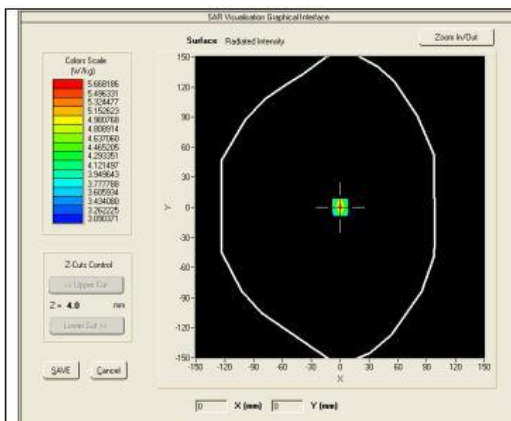 SAR Visualisation Graphical Interface
Surface Radiated Intensity
Zoom In/Out
Colors Scale
(W/kg)
5.668186
5.496331
5.324477
5.152623
4.980768
4.808914
4.637060
4.465205
4.293351
4.121497
3.949643
3.777788
3.605934
3.434080
3.262225
3.090371
Z-Cuts Control
<< Upper Cut
Z = 4.0 mm
Lower Cut >>
SAVE Cancel
150
120
90
60
30
0
-30
-60
-90
-120
-150
Y
-150 -120 -90 -60 -30 0 30 60 90 120 150
X
0 X (mm) 0 Y (mm)